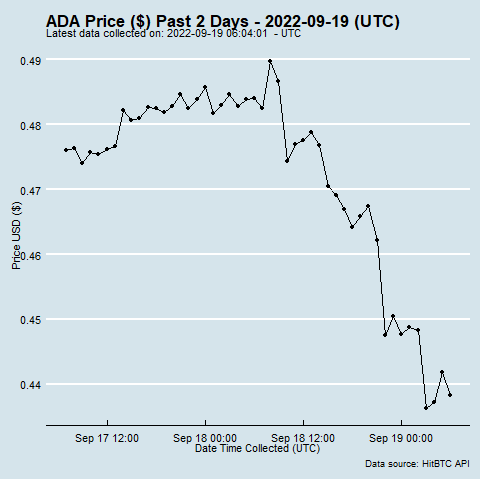 ADA Price ($) Past 2 Days - 2022-09-19 (UTC)
Latest data collected on: 2022-09-19 06:04:01 - UTC
0.49
0.48
0.47
0.46
0.45
0.44
Price USD ($)
Sep 17 12:00
Sep 18 00:00
Sep 18 12:00
Sep 19 00:00
Date Time Collected (UTC)
Data source: HitBTC API